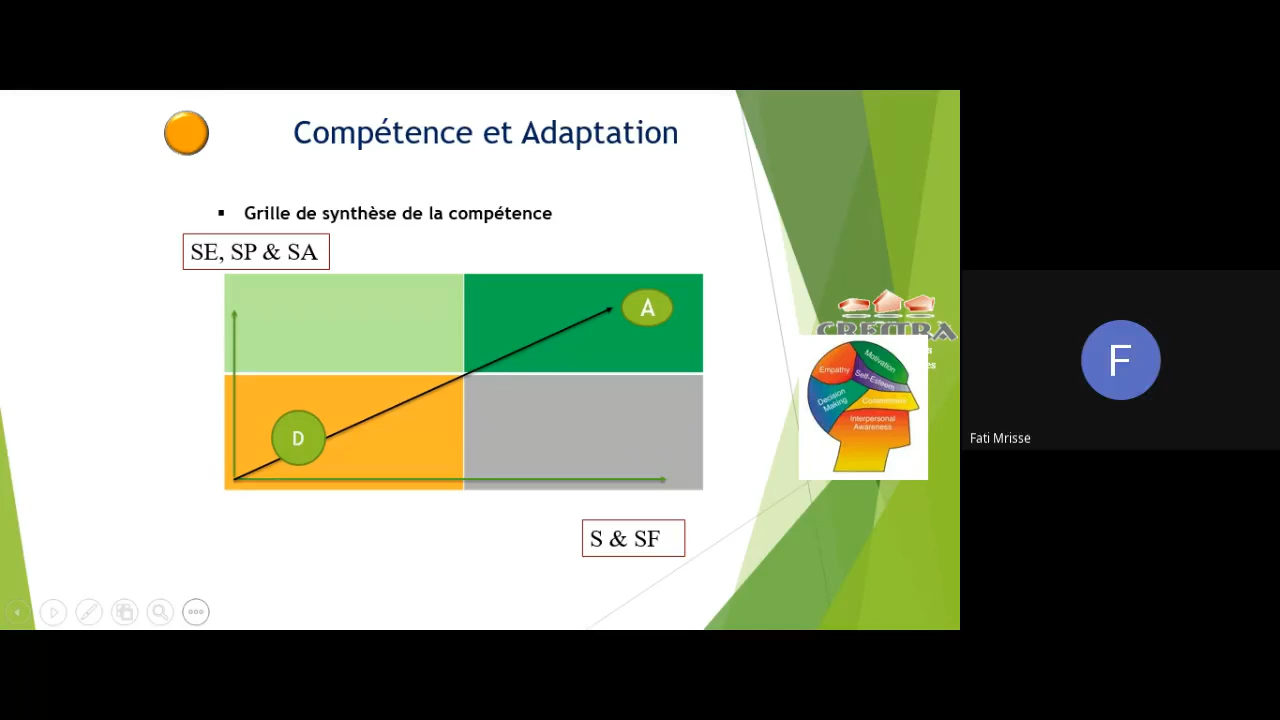 Compétence et Adaptation
▪ Grille de synthèse de la compétence
SE, SP & SA
A
D
S & SF
CRECTRA
Motivation
Empathy
Self-Esteem
Decision
Making
Commitment
Interpersonal
Awareness
F
Fati Mrisse